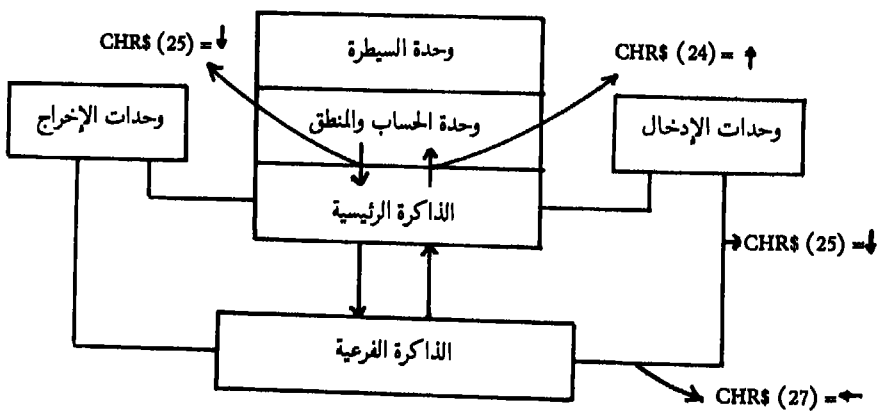 وحدة السيطرة
CHR$ (24) = ↑
CHR$ (25) = ↓
وحدة الحساب والمنطق
وحدات الإدخال
وحدات الإخراج
الذاكرة الرئيسية
CHR$ (25) = ↓
الذاكرة الفرعية
CHR$ (27) = ←